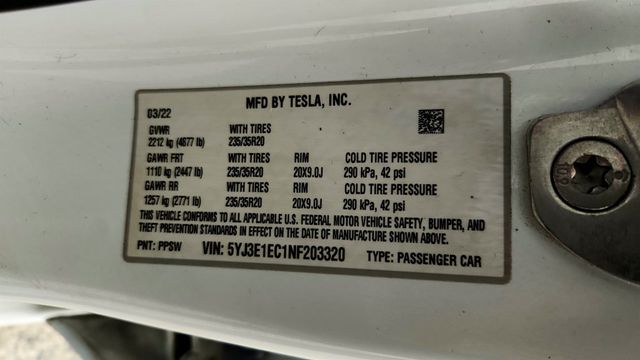 MFD BY TESLA, INC.
03/22
GVWR WITH TIRES
2212 kg (4877 lb) 235/35R20
GAWR FRT WITH TIRES RIM COLD TIRE PRESSURE
1110 kg (2447 lb) 235/35R20 20X9.0J 290 kPa, 42 psi
GAWR RR WITH TIRES RIM COLD TIRE PRESSURE
1257 kg (2771 lb) 235/35R20 20X9.0J 290 kPa, 42 psi
THIS VEHICLE CONFORMS TO ALL APPLICABLE U.S. FEDERAL MOTOR VEHICLE SAFETY, BUMPER, AND
THEFT PREVENTION STANDARDS IN EFFECT ON THE DATE OF MANUFACTURE SHOWN ABOVE.
PNT: PPSW VIN: 5YJ3E1EC1NF203320 TYPE: PASSENGER CAR